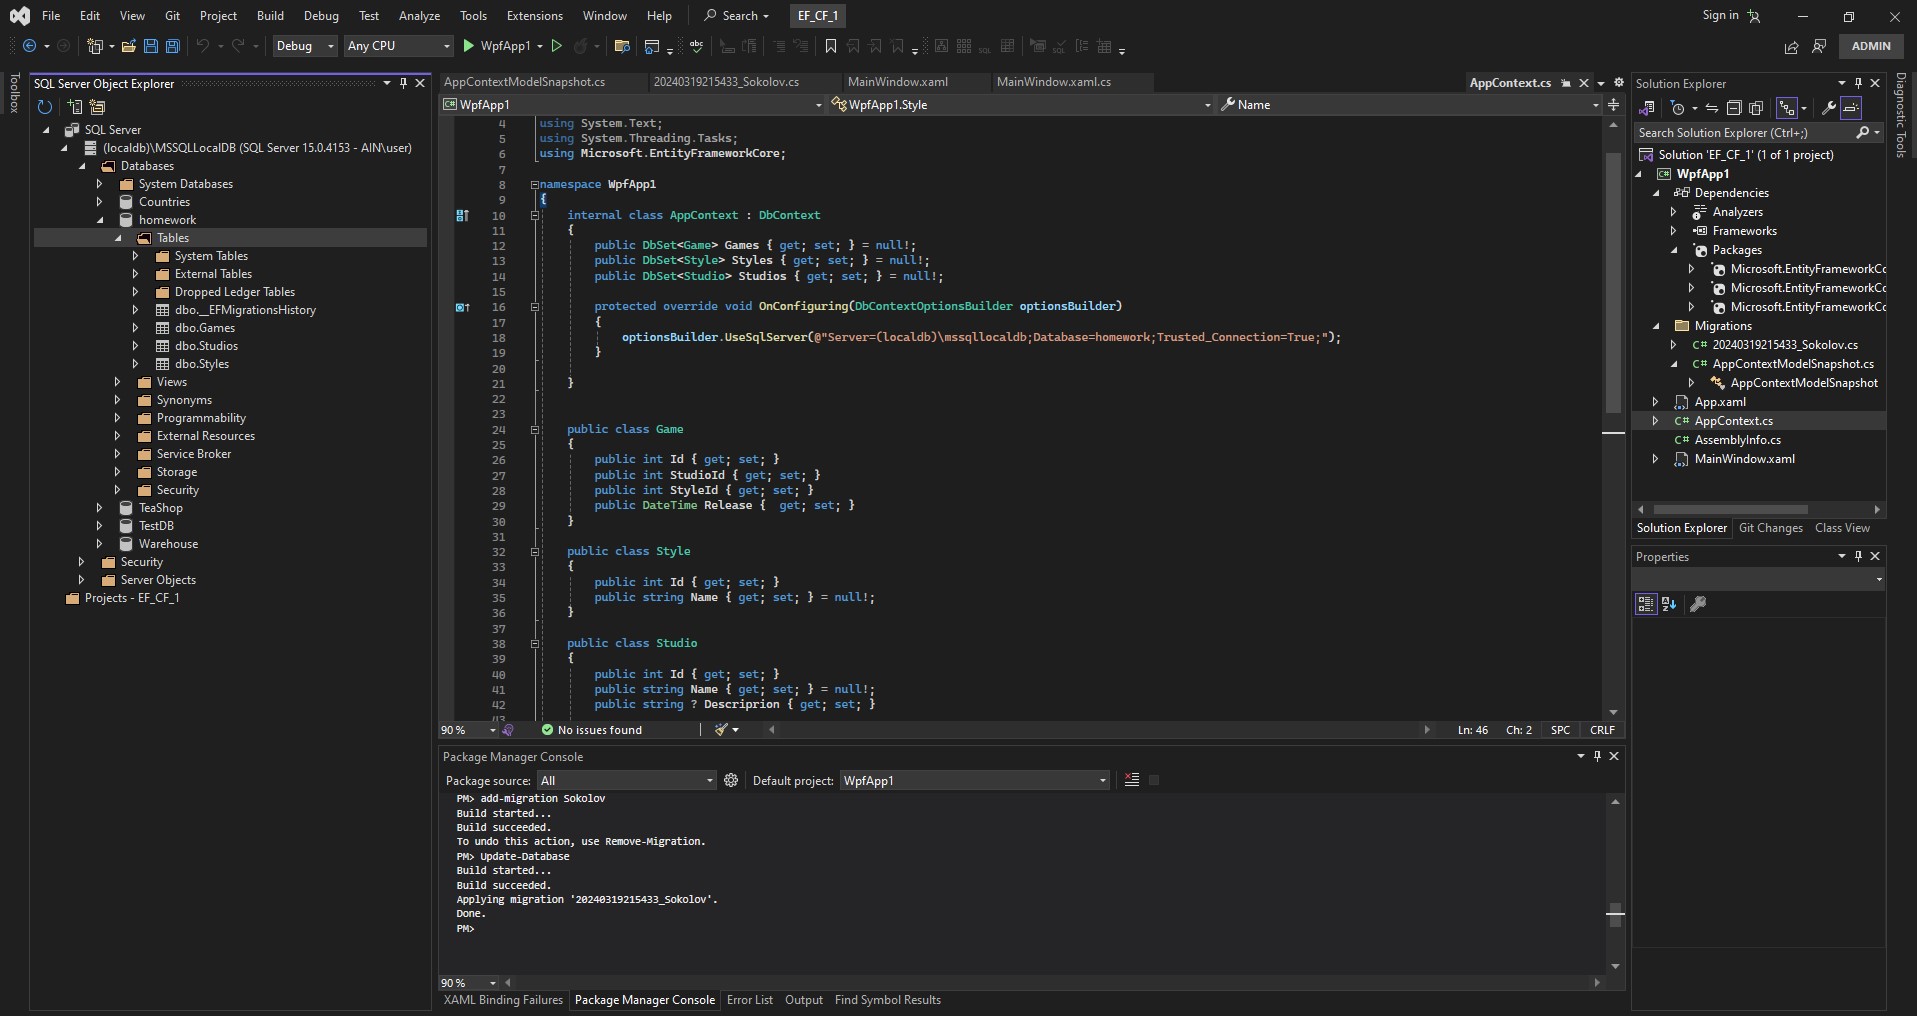 File Edit View Git Project Build Debug Test Analyze Tools Extensions Window Help Search EF_CF_1 Sign in
Debug Any CPU WpfApp1 ADMIN
Toolbox
SQL Server Object Explorer
SQL Server
(localdb)\MSSQLLocalDB (SQL Server 15.0.4153 - AIN\user)
Databases
System Databases
Countries
homework
Tables
System Tables
External Tables
Dropped Ledger Tables
dbo.__EFMigrationsHistory
dbo.Games
dbo.Studios
dbo.Styles
Views
Synonyms
Programmability
External Resources
Service Broker
Storage
Security
TeaShop
TestDB
Warehouse
Security
Server Objects
Projects - EF_CF_1
AppContextModelSnapshot.cs 20240319215433_Sokolov.cs MainWindow.xaml MainWindow.xaml.cs AppContext.cs
WpfApp1 WpfApp1.Style Name
4 using System.Text;
5 using System.Threading.Tasks;
6 using Microsoft.EntityFrameworkCore;
7
8 namespace WpfApp1
9 {
10 internal class AppContext : DbContext
11 {
12 public DbSet<Game> Games { get; set; } = null!;
13 public DbSet<Style> Styles { get; set; } = null!;
14 public DbSet<Studio> Studios { get; set; } = null!;
15
16 protected override void OnConfiguring(DbContextOptionsBuilder optionsBuilder)
17 {
18 optionsBuilder.UseSqlServer(@"Server=(localdb)\mssqllocaldb;Database=homework;Trusted_Connection=True;");
19 }
20
21 }
22
23
24 public class Game
25 {
26 public int Id { get; set; }
27 public int StudioId { get; set; }
28 public int StyleId { get; set; }
29 public DateTime Release {  get; set; }
30 }
31
32 public class Style
33 {
34 public int Id { get; set; }
35 public string Name { get; set; } = null!;
36 }
37
38 public class Studio
39 {
40 public int Id { get; set; }
41 public string Name { get; set; } = null!;
42 public string ? Descriprion { get; set; }
43
90 % No issues found Ln: 46 Ch: 2 SPC CRLF
Package Manager Console
Package source: All Default project: WpfApp1
PM> add-migration Sokolov
Build started...
Build succeeded.
To undo this action, use Remove-Migration.
PM> Update-Database
Build started...
Build succeeded.
Applying migration '20240319215433_Sokolov'.
Done.
PM>
90 %
XAML Binding Failures Package Manager Console Error List Output Find Symbol Results
Solution Explorer
Search Solution Explorer (Ctrl+;)
Solution 'EF_CF_1' (1 of 1 project)
WpfApp1
Dependencies
Analyzers
Frameworks
Packages
Microsoft.EntityFrameworkCo
Microsoft.EntityFrameworkCo
Microsoft.EntityFrameworkCo
Migrations
C# 20240319215433_Sokolov.cs
C# AppContextModelSnapshot.cs
AppContextModelSnapshot
App.xaml
C# AppContext.cs
C# AssemblyInfo.cs
MainWindow.xaml
Solution Explorer Git Changes Class View
Properties
Diagnostic Tools